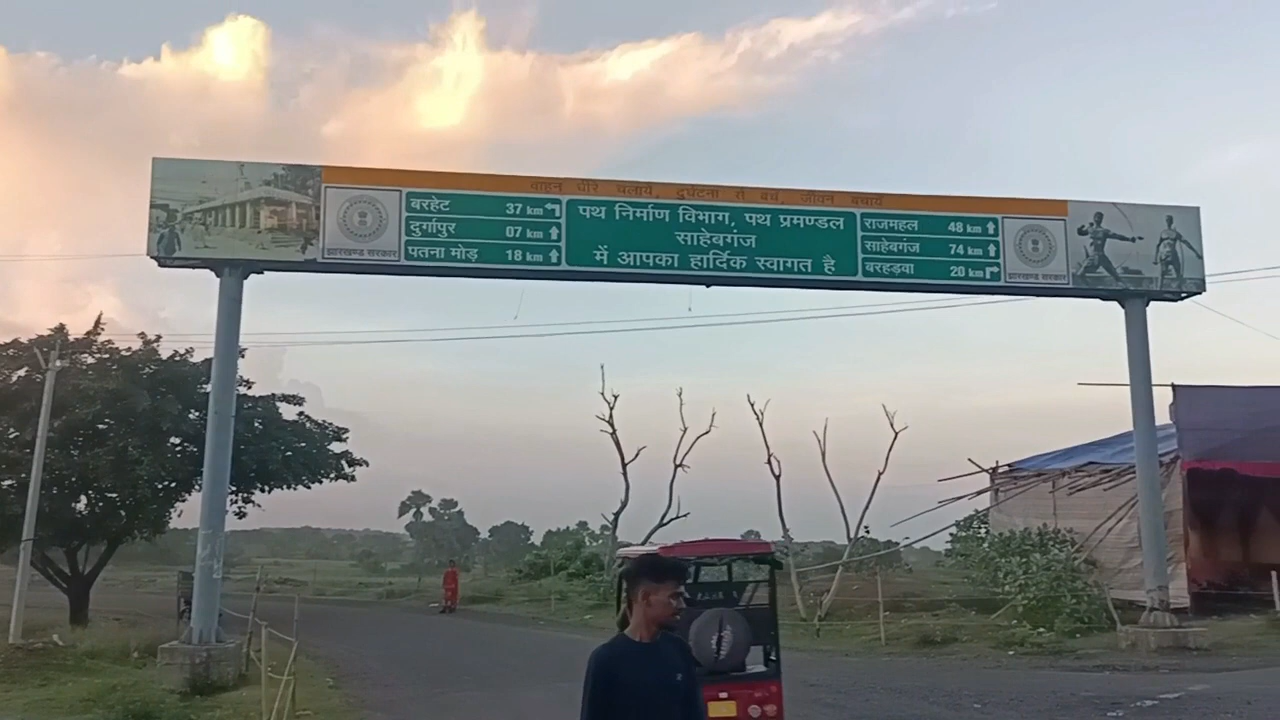 वाहन धीरे चलायें, दुर्घटना से बचें, जीवन बचायें
झारखण्ड सरकार
बरहेट 37 km
दुर्गापुर 07 km
पतना मोड़ 18 km
पथ निर्माण विभाग, पथ प्रमण्डल
साहेबगंज
में आपका हार्दिक स्वागत है
राजमहल 48 km
साहेबगंज 74 km
बरहड़वा 20 km
झारखण्ड सरकार